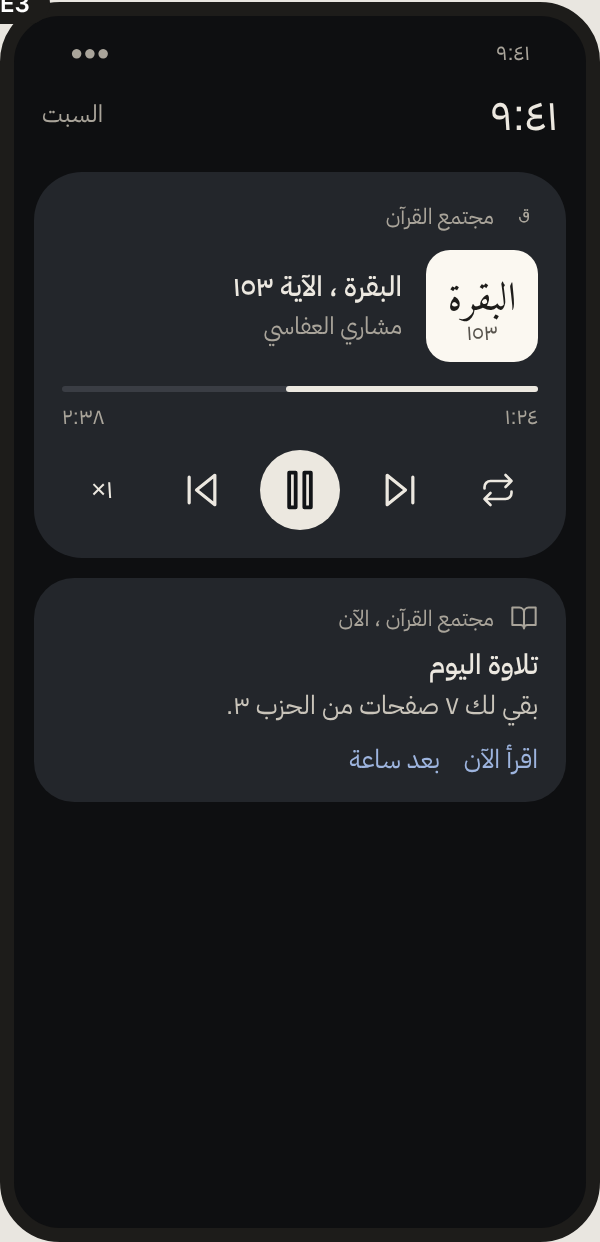 E3
٩:٤١
٩:٤١
السبت
ق مجتمع القرآن
البقرة
١٥٣
البقرة ، الآية ١٥٣
مشاري العفاسي
١:٢٤
٢:٣٨
×١
مجتمع القرآن ، الآن
تلاوة اليوم
بقي لك ٧ صفحات من الحزب ٣.
اقرأ الآن
بعد ساعة